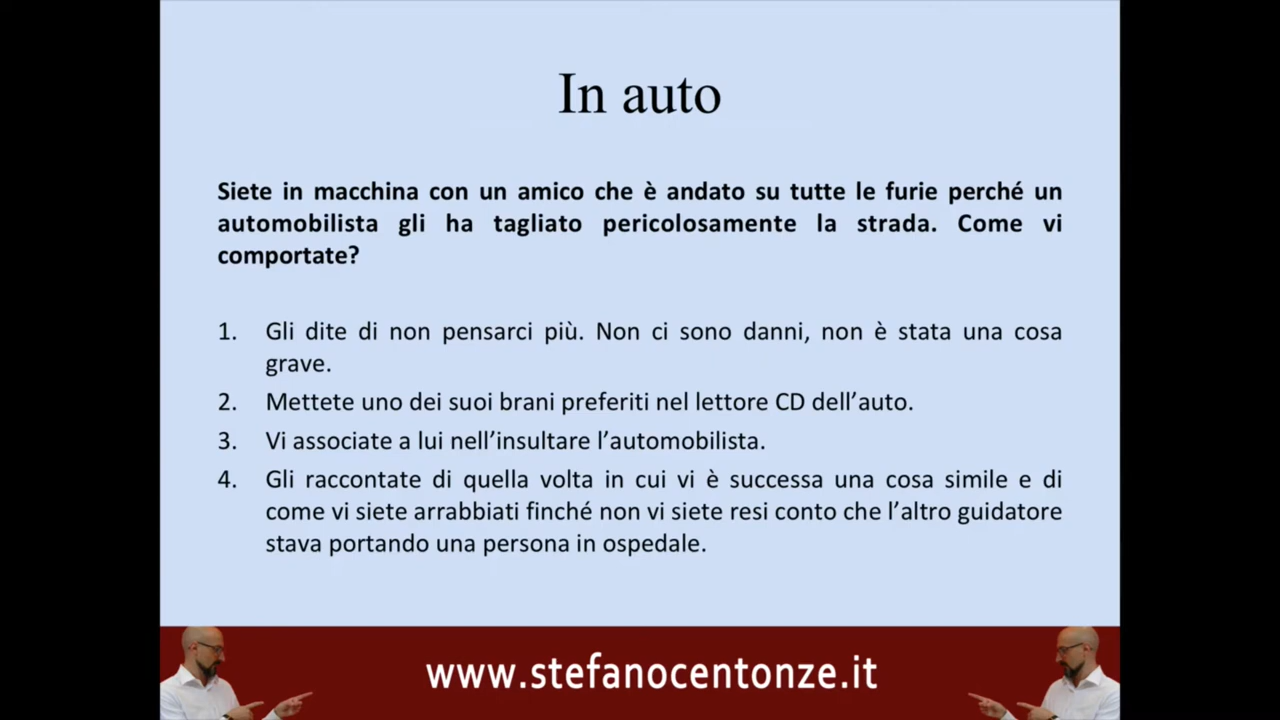 In auto
Siete in macchina con un amico che è andato su tutte le furie perché un
automobilista gli ha tagliato pericolosamente la strada. Come vi
comportate?
1. Gli dite di non pensarci più. Non ci sono danni, non è stata una cosa
grave.
2. Mettete uno dei suoi brani preferiti nel lettore CD dell’auto.
3. Vi associate a lui nell’insultare l’automobilista.
4. Gli raccontate di quella volta in cui vi è successa una cosa simile e di
come vi siete arrabbiati finché non vi siete resi conto che l’altro guidatore
stava portando una persona in ospedale.
www.stefanocentonze.it